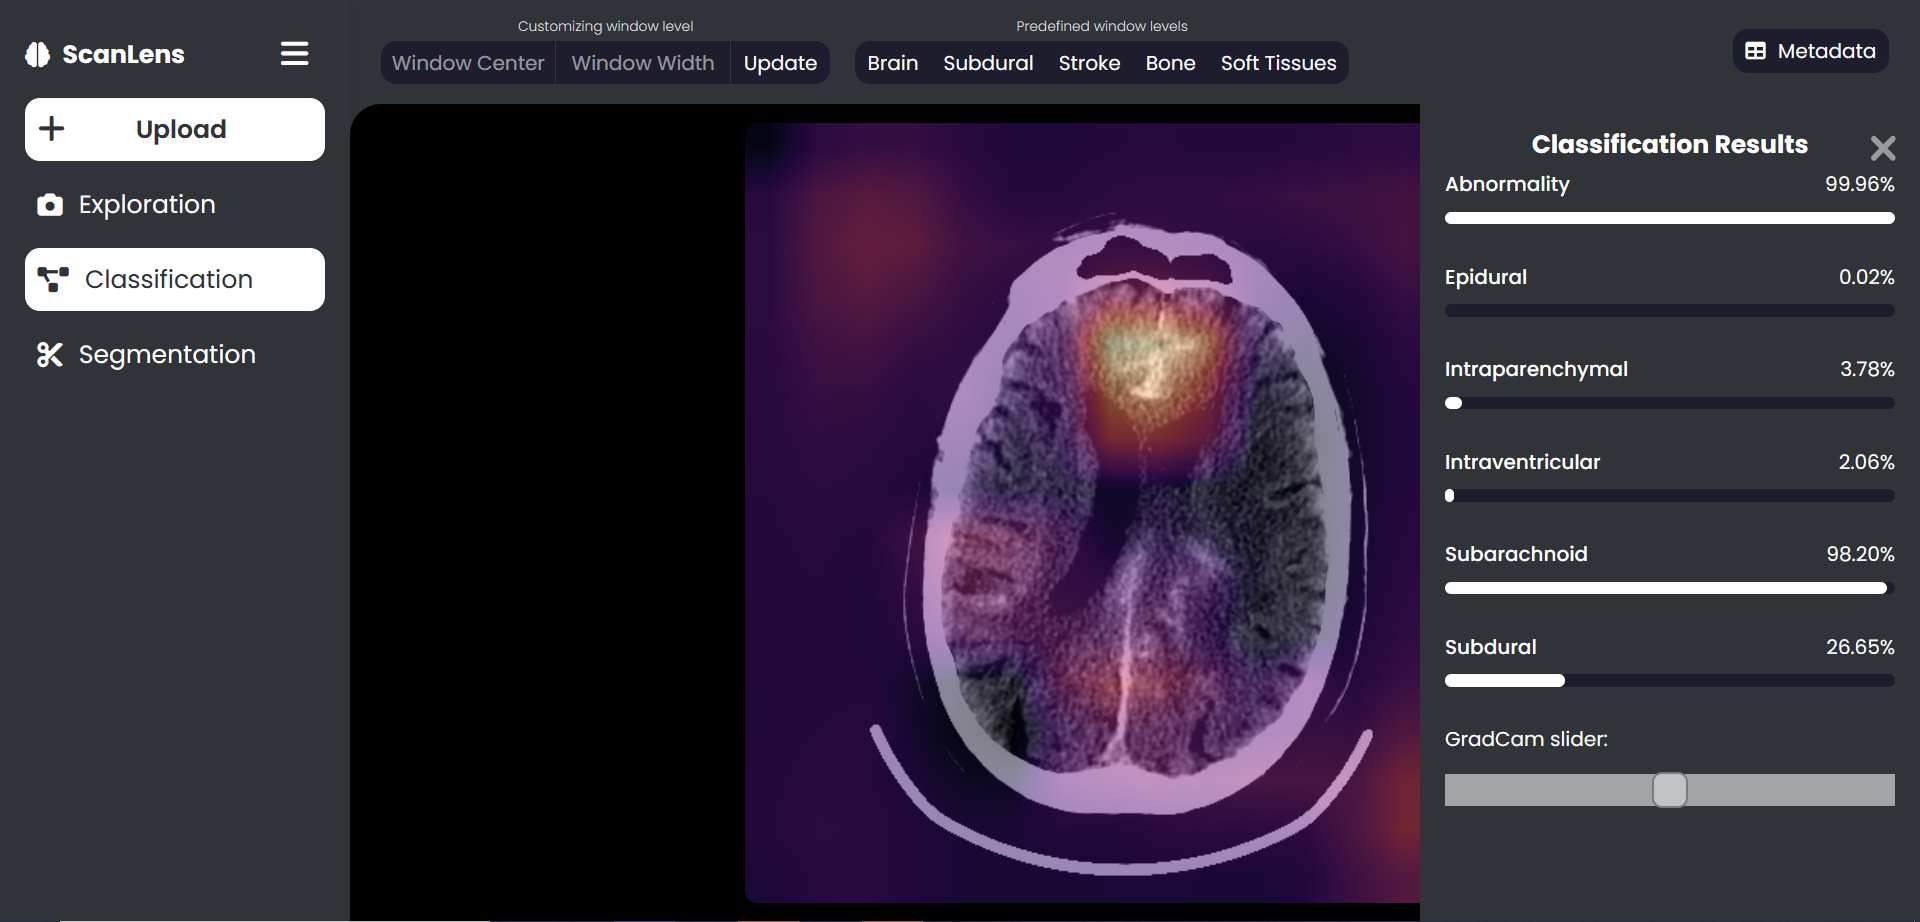 ScanLens
Upload
Exploration
Classification
Segmentation
Customizing window level
Window Center Window Width Update
Predefined window levels
Brain Subdural Stroke Bone Soft Tissues
Metadata
Classification Results
Abnormality 99.96%
Epidural 0.02%
Intraparenchymal 3.78%
Intraventricular 2.06%
Subarachnoid 98.20%
Subdural 26.65%
GradCam slider: